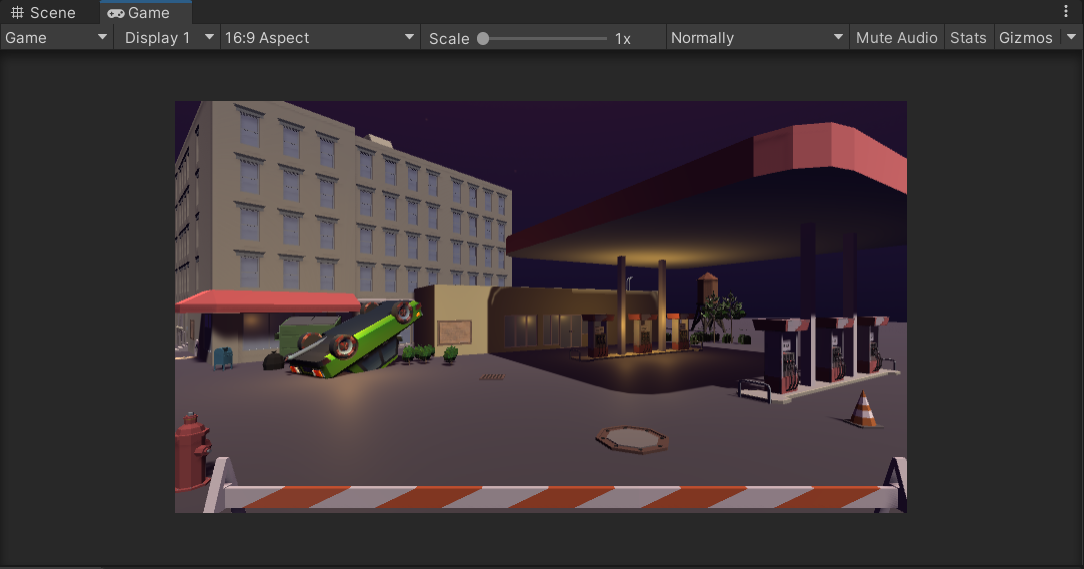 Scene
Game
Game
Display 1
16:9 Aspect
Scale
1x
Normally
Mute Audio
Stats
Gizmos